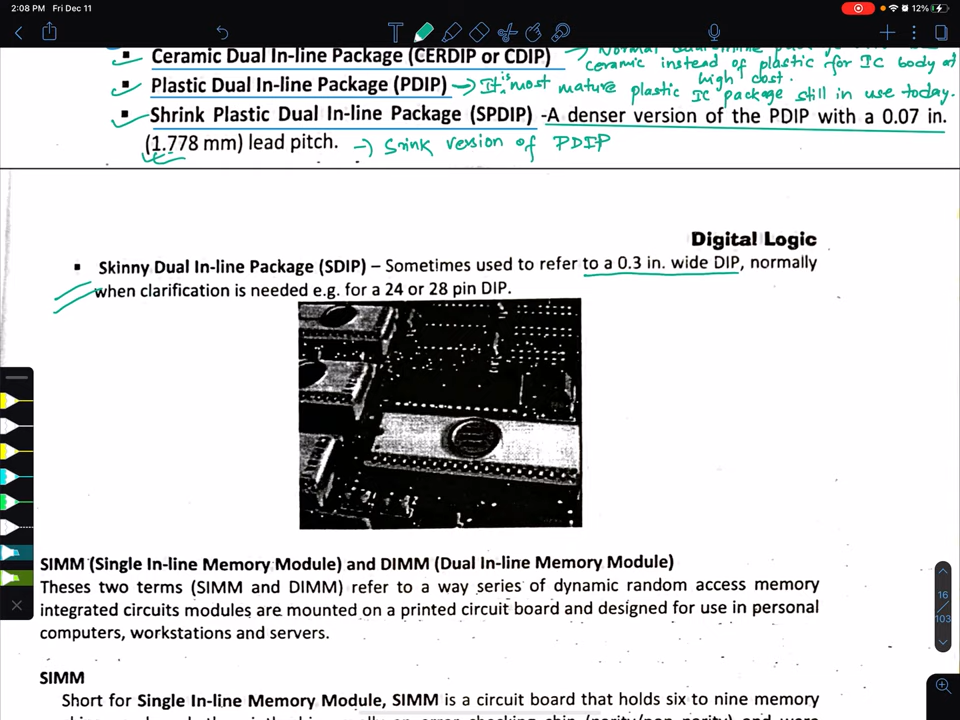 2:08 PM Fri Dec 11
12%
Ceramic Dual In-line Package (CERDIP or CDIP) → Normal
ceramic instead of plastic for IC body at
high cost.
Plastic Dual In-line Package (PDIP) → It is most mature plastic IC package still in use today.
Shrink Plastic Dual In-line Package (SPDIP) -A denser version of the PDIP with a 0.07 in.
(1.778 mm) lead pitch. → Srink version of PDIP
Digital Logic
Skinny Dual In-line Package (SDIP) – Sometimes used to refer to a 0.3 in. wide DIP, normally
when clarification is needed e.g. for a 24 or 28 pin DIP.
SIMM (Single In-line Memory Module) and DIMM (Dual In-line Memory Module)
Theses two terms (SIMM and DIMM) refer to a way series of dynamic random access memory
integrated circuits modules are mounted on a printed circuit board and designed for use in personal
computers, workstations and servers.
16
103
SIMM
Short for Single In-line Memory Module, SIMM is a circuit board that holds six to nine memory